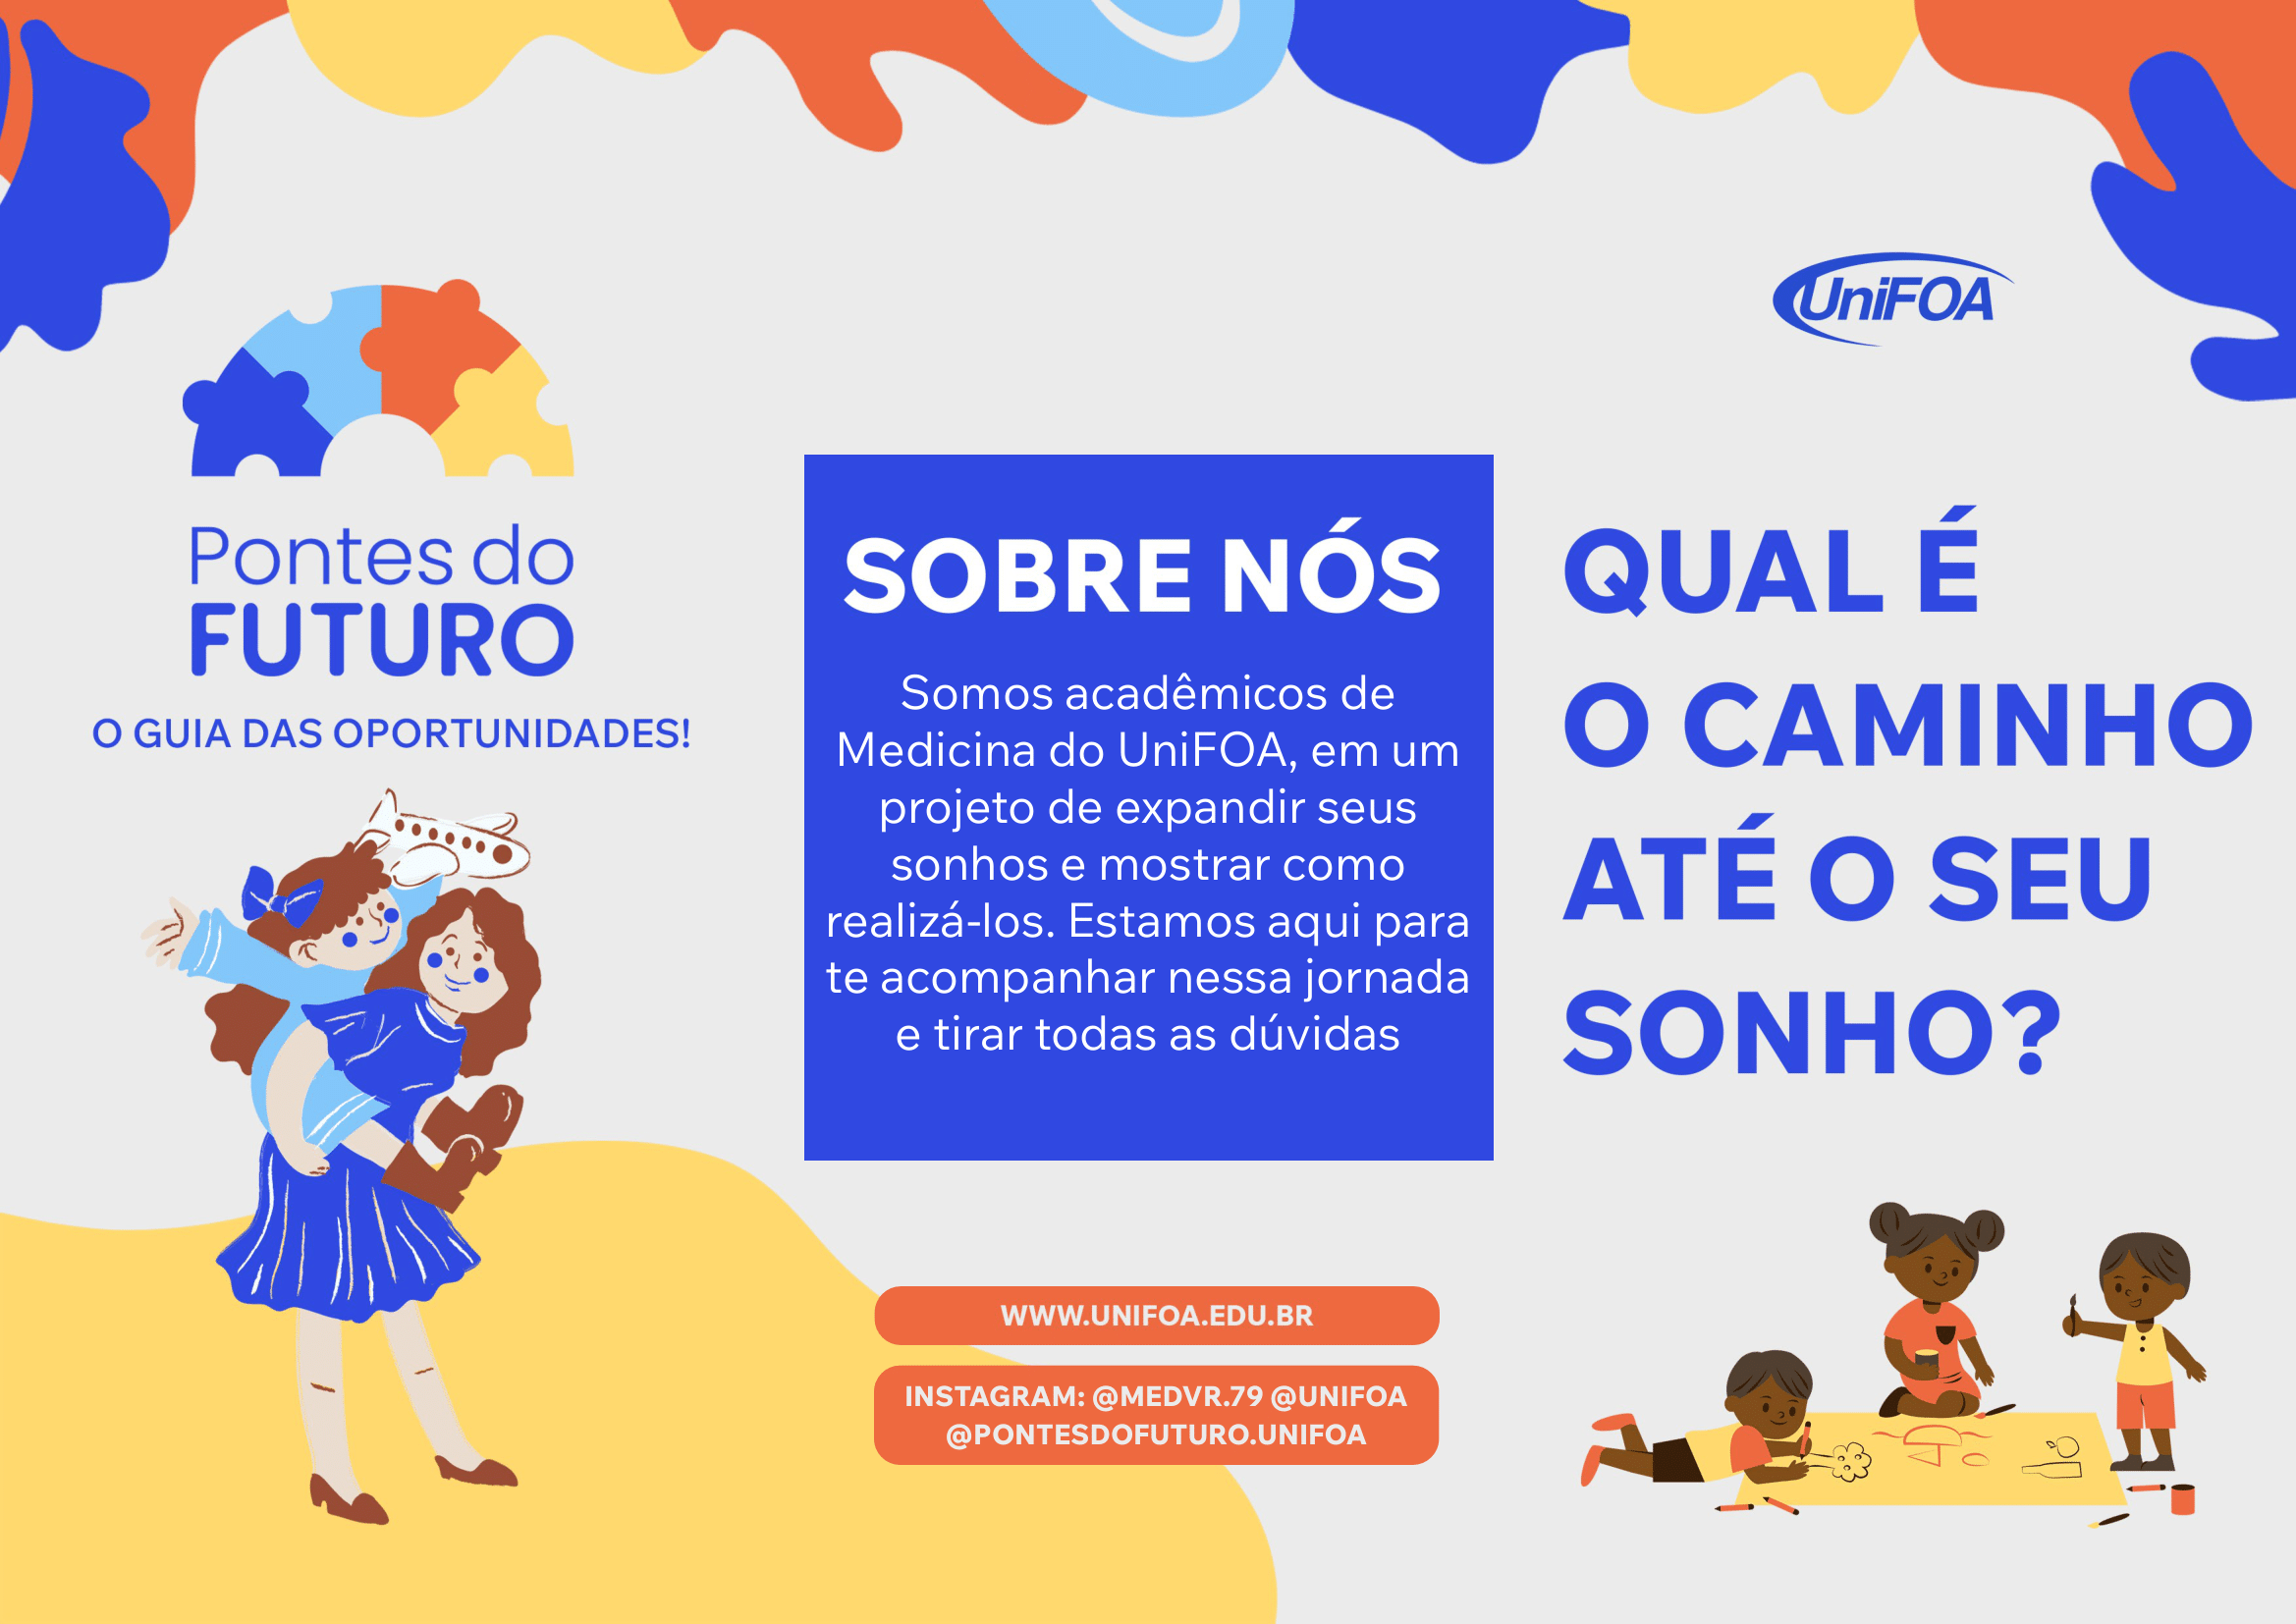 Pontes do
FUTURO
O GUIA DAS OPORTUNIDADES!
SOBRE NÓS
Somos acadêmicos de
Medicina do UniFOA, em um
projeto de expandir seus
sonhos e mostrar como
realizá-los. Estamos aqui para
te acompanhar nessa jornada
e tirar todas as dúvidas
WWW.UNIFOA.EDU.BR
INSTAGRAM: @MEDVR.79 @UNIFOA
@PONTESDOFUTURO.UNIFOA
UniFOA
QUAL É
O CAMINHO
ATÉ O SEU
SONHO?